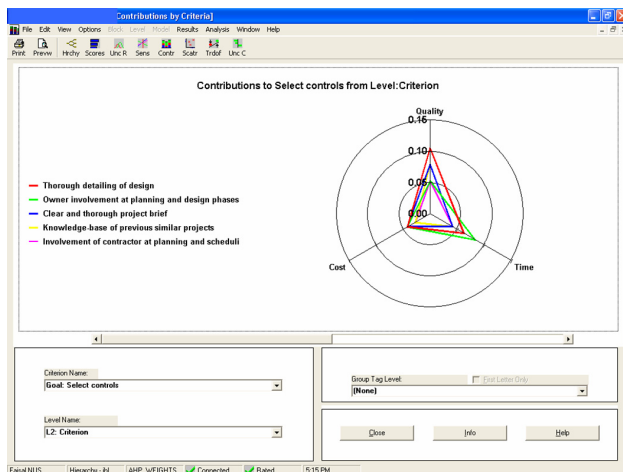 Contributions by Criteria]
File Edit View Options Block Level Model Results Analysis Window Help
Print Prevw Hrchy Scores Unc R Sens Contr Scatr Trdof Unc C
Contributions to Select controls from Level:Criterion
Quality
0.15
0.10
0.05
0.00
Cost
Time
Thorough detailing of design
Owner involvement at planning and design phases
Clear and thorough project brief
Knowledge-base of previous similar projects
Involvement of contractor at planning and scheduli
Criterion Name:
Goal: Select controls
Level Name:
L2: Criterion
Group Tag Level:
First Letter Only
(None)
Close Info Help
Faisal NUS Hierarchy - ibl AHP_WEIGHTS Connected Rated 5:15 PM